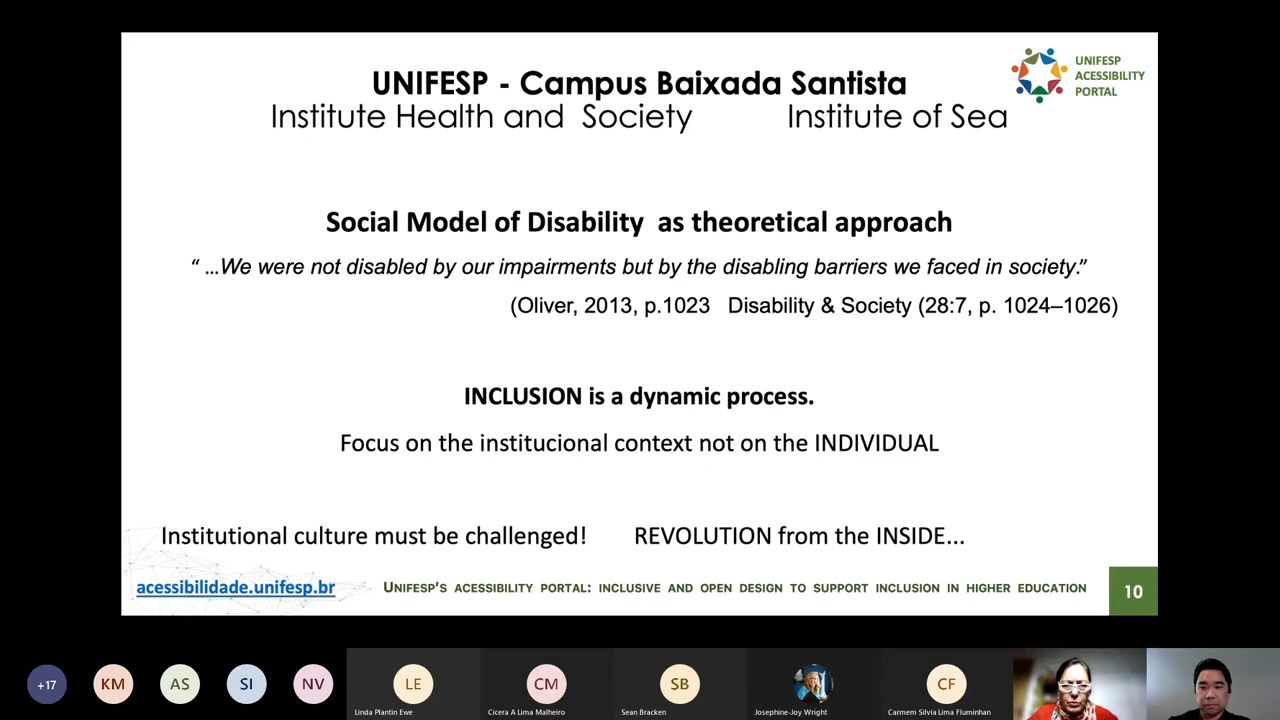 UNIFESP - Campus Baixada Santista
Institute Health and Society Institute of Sea
UNIFESP
ACESSIBILITY
PORTAL
Social Model of Disability as theoretical approach
“ …We were not disabled by our impairments but by the disabling barriers we faced in society.”
(Oliver, 2013, p.1023 Disability & Society (28:7, p. 1024–1026)
INCLUSION is a dynamic process.
Focus on the institucional context not on the INDIVIDUAL
Institutional culture must be challenged! REVOLUTION from the INSIDE...
acessibilidade.unifesp.br UNIFESP’S ACESSIBILITY PORTAL: INCLUSIVE AND OPEN DESIGN TO SUPPORT INCLUSION IN HIGHER EDUCATION 10
+17 KM AS SI NV LE CM SB CF
Linda Plantin Ewe Cicera A Lima Malheiro Sean Bracken Josephine-Joy Wright Carmem Silvia Lima Fluminhan